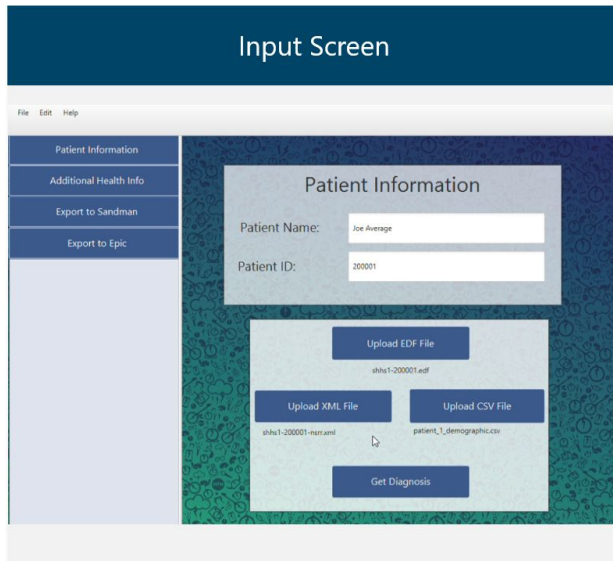 Input Screen
File Edit Help
Patient Information
Additional Health Info
Export to Sandman
Export to Epic
Patient Information
Patient Name: Joe Average
Patient ID: 200001
Upload EDF File
shhs1-200001.edf
Upload XML File Upload CSV File
shhs1-200001-nsrr.xml patient_1_demographic.csv
Get Diagnosis